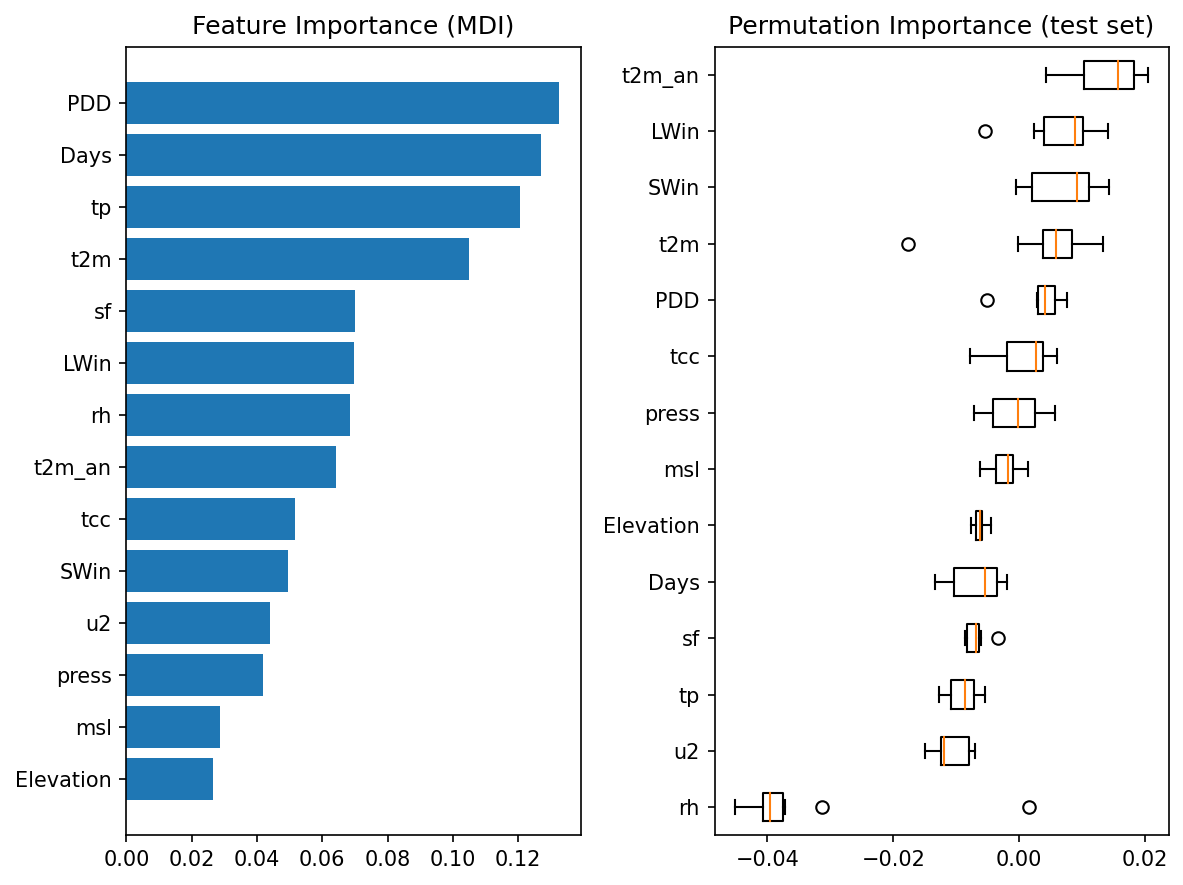 Feature Importance (MDI)
PDD
Days
tp
t2m
sf
LWin
rh
t2m_an
tcc
SWin
u2
press
msl
Elevation
0.00 0.02 0.04 0.06 0.08 0.10 0.12
Permutation Importance (test set)
t2m_an
LWin
SWin
t2m
PDD
tcc
press
msl
Elevation
Days
sf
tp
u2
rh
−0.04 −0.02 0.00 0.02